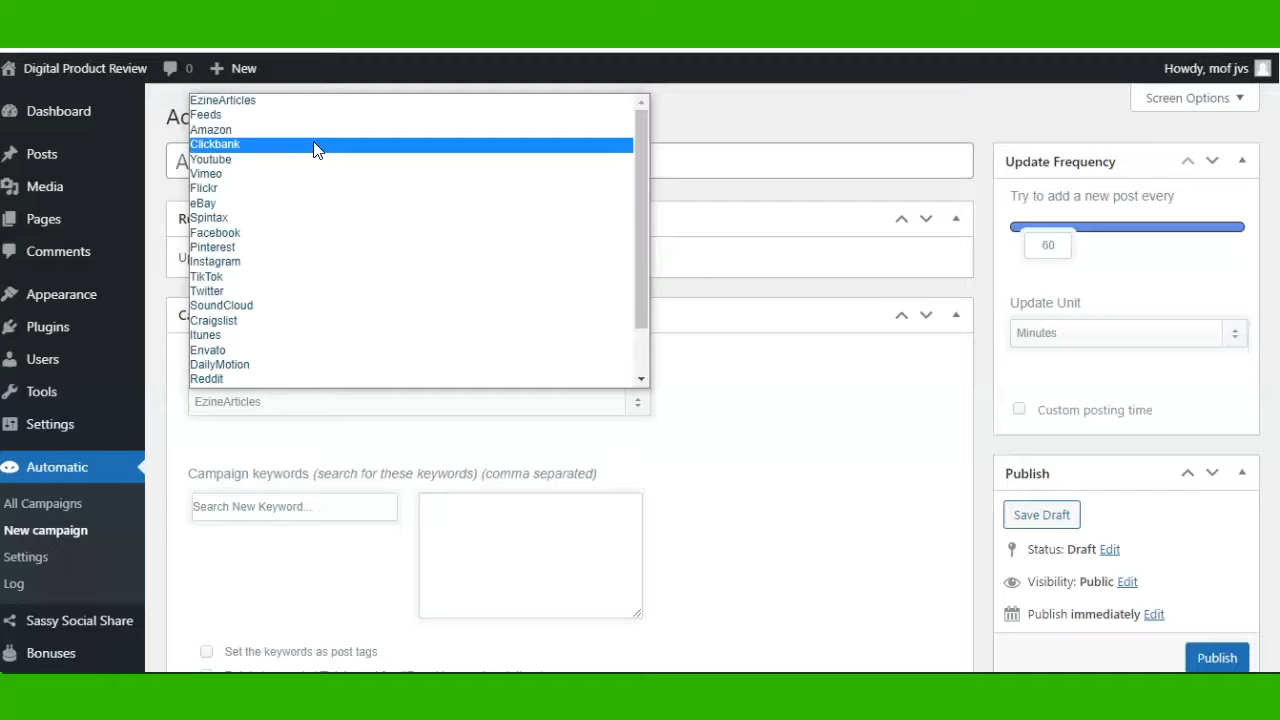 Digital Product Review
0
New
Howdy, mof jvs
Screen Options
Dashboard
Posts
Media
Pages
Comments
Appearance
Plugins
Users
Tools
Settings
Automatic
All Campaigns
New campaign
Settings
Log
Sassy Social Share
Bonuses
EzineArticles
Feeds
Amazon
Clickbank
Youtube
Vimeo
Flickr
eBay
Spintax
Facebook
Pinterest
Instagram
TikTok
Twitter
SoundCloud
Craigslist
Itunes
Envato
DailyMotion
Reddit
EzineArticles
Campaign keywords (search for these keywords) (comma separated)
Search New Keyword...
Set the keywords as post tags
Update Frequency
Try to add a new post every
60
Update Unit
Minutes
Custom posting time
Publish
Save Draft
Status: Draft Edit
Visibility: Public Edit
Publish immediately Edit
Publish